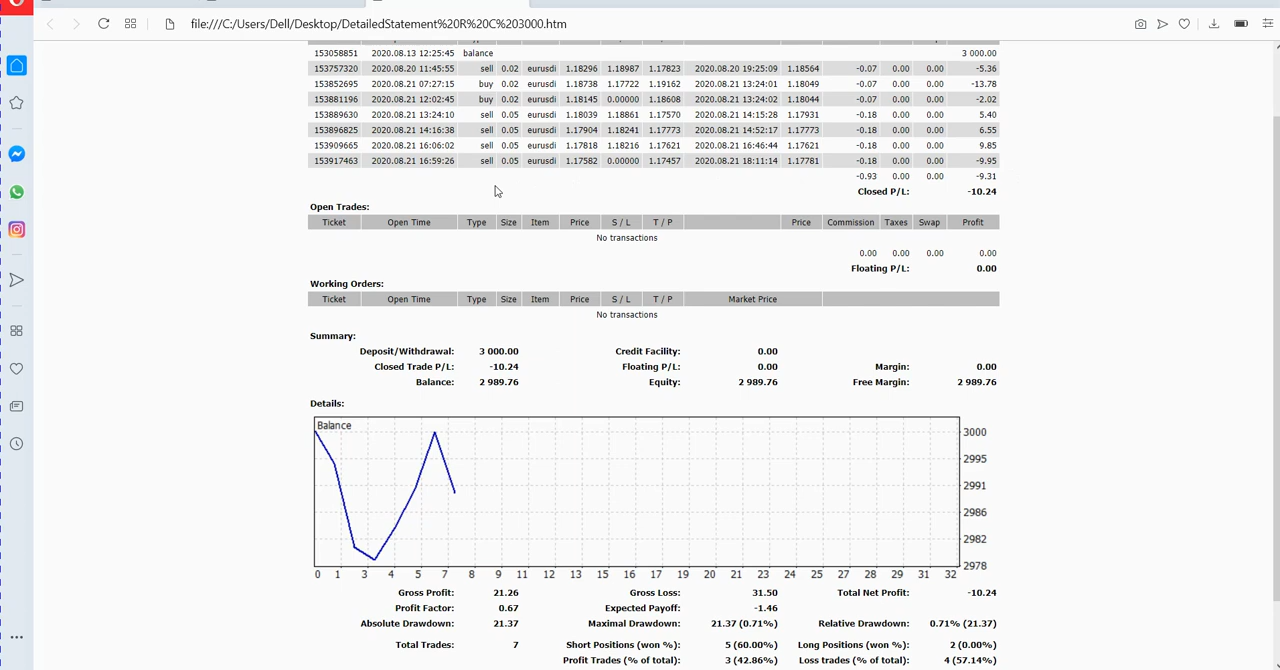 file:///C:/Users/Dell/Desktop/DetailedStatement%20R%20C%203000.htm
153058851 2020.08.13 12:25:45 balance 3 000.00
153757320 2020.08.20 11:45:55 sell 0.02 eurusdi 1.18296 1.18987 1.17823 2020.08.20 19:25:09 1.18564 -0.07 0.00 0.00 -5.36
153852695 2020.08.21 07:27:15 buy 0.02 eurusdi 1.18738 1.17722 1.19162 2020.08.21 13:24:01 1.18049 -0.07 0.00 0.00 -13.78
153881196 2020.08.21 12:02:45 buy 0.02 eurusdi 1.18145 0.00000 1.18608 2020.08.21 13:24:02 1.18044 -0.07 0.00 0.00 -2.02
153889630 2020.08.21 13:24:10 sell 0.05 eurusdi 1.18039 1.18861 1.17570 2020.08.21 14:15:28 1.17931 -0.18 0.00 0.00 5.40
153896825 2020.08.21 14:16:38 sell 0.05 eurusdi 1.17904 1.18241 1.17773 2020.08.21 14:52:17 1.17773 -0.18 0.00 0.00 6.55
153909665 2020.08.21 16:06:02 sell 0.05 eurusdi 1.17818 1.18216 1.17621 2020.08.21 16:46:44 1.17621 -0.18 0.00 0.00 9.85
153917463 2020.08.21 16:59:26 sell 0.05 eurusdi 1.17582 0.00000 1.17457 2020.08.21 18:11:14 1.17781 -0.18 0.00 0.00 -9.95
-0.93 0.00 0.00 -9.31
Closed P/L: -10.24
Open Trades:
Ticket Open Time Type Size Item Price S / L T / P Price Commission Taxes Swap Profit
No transactions
0.00 0.00 0.00 0.00
Floating P/L: 0.00
Working Orders:
Ticket Open Time Type Size Item Price S / L T / P Market Price
No transactions
Summary:
Deposit/Withdrawal: 3 000.00 Credit Facility: 0.00
Closed Trade P/L: -10.24 Floating P/L: 0.00 Margin: 0.00
Balance: 2 989.76 Equity: 2 989.76 Free Margin: 2 989.76
Details:
Balance
3000
2995
2991
2986
2982
2978
0 1 3 4 5 7 8 9 11 12 13 15 16 17 19 20 21 23 24 25 27 28 29 31 32
Gross Profit: 21.26 Gross Loss: 31.50 Total Net Profit: -10.24
Profit Factor: 0.67 Expected Payoff: -1.46
Absolute Drawdown: 21.37 Maximal Drawdown: 21.37 (0.71%) Relative Drawdown: 0.71% (21.37)
Total Trades: 7 Short Positions (won %): 5 (60.00%) Long Positions (won %): 2 (0.00%)
Profit Trades (% of total): 3 (42.86%) Loss trades (% of total): 4 (57.14%)